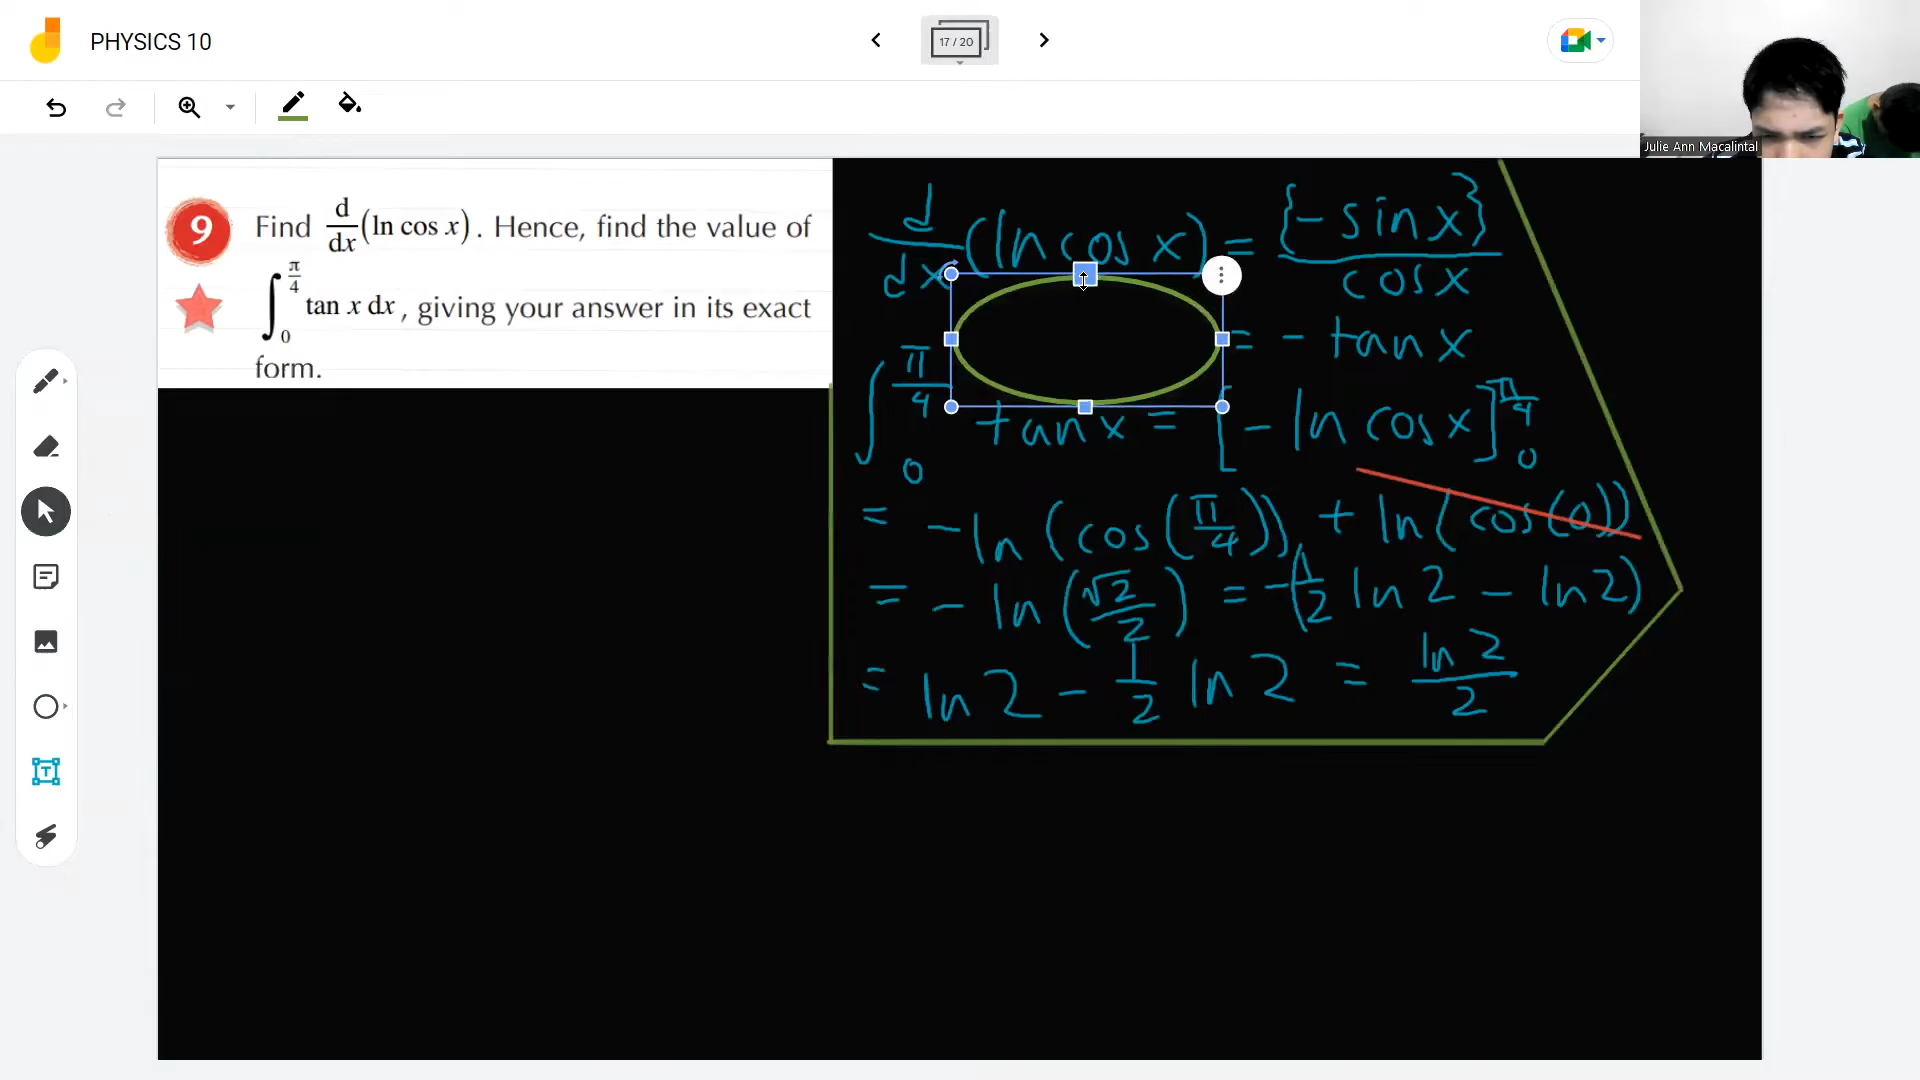 PHYSICS 10
17 / 20
Julie Ann Macalintal
9 Find d/dx (ln cos x). Hence, find the value of
∫₀^(π/4) tan x dx, giving your answer in its exact
form.
d/dx (ln cos x) = {-sin x}/cos x
= - tan x
∫₀^(π/4) tan x = [- ln cos x]₀^(π/4)
= -ln (cos (π/4)) + ln (cos(0))
= - ln (√2/2) = -(1/2 ln 2 - ln 2)
= ln 2 - 1/2 ln 2 = ln 2/2
T